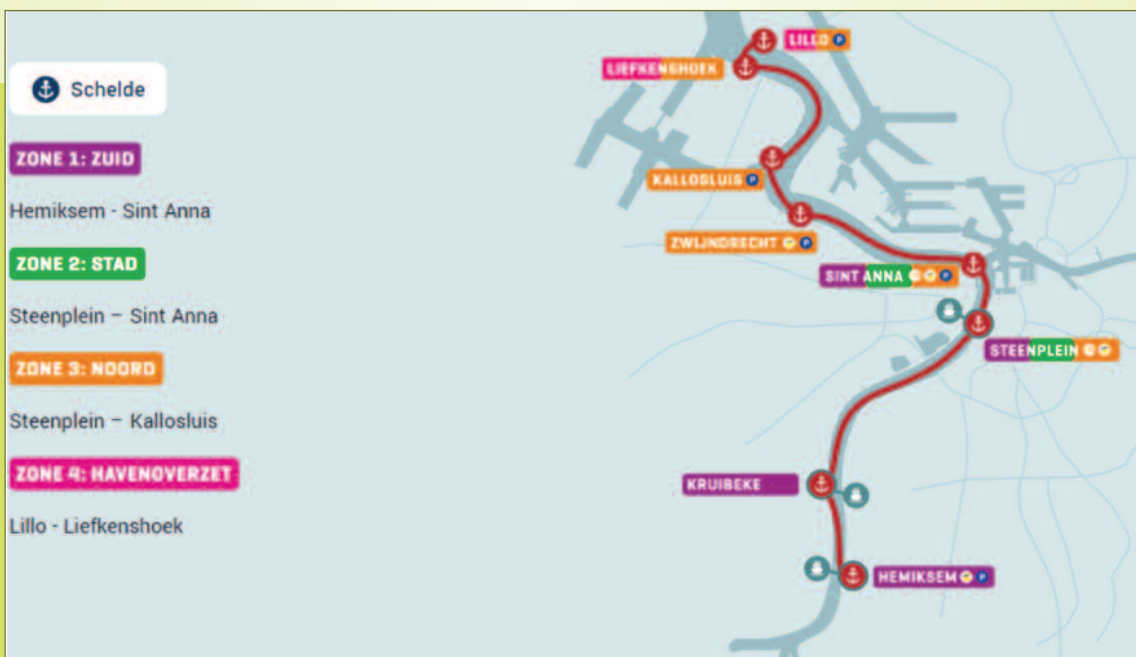 Schelde
ZONE 1: ZUID
Hemiksem - Sint Anna
ZONE 2: STAD
Steenplein – Sint Anna
ZONE 3: NOORD
Steenplein – Kallosluis
ZONE 4: HAVENOVERZET
Lillo - Liefkenshoek
LILLO P
LIEFKENSHOEK
KALLOSLUIS P
ZWIJNDRECHT P
SINT ANNA P
STEENPLEIN
KRUIBEKE
HEMIKSEM P